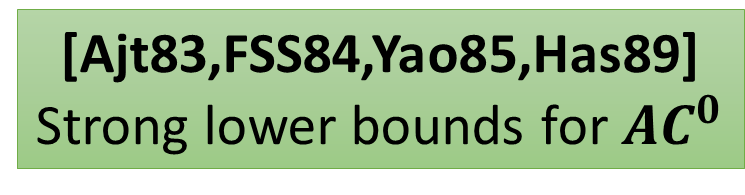 [Ajt83,FSS84,Yao85,Has89]
Strong lower bounds for AC⁰